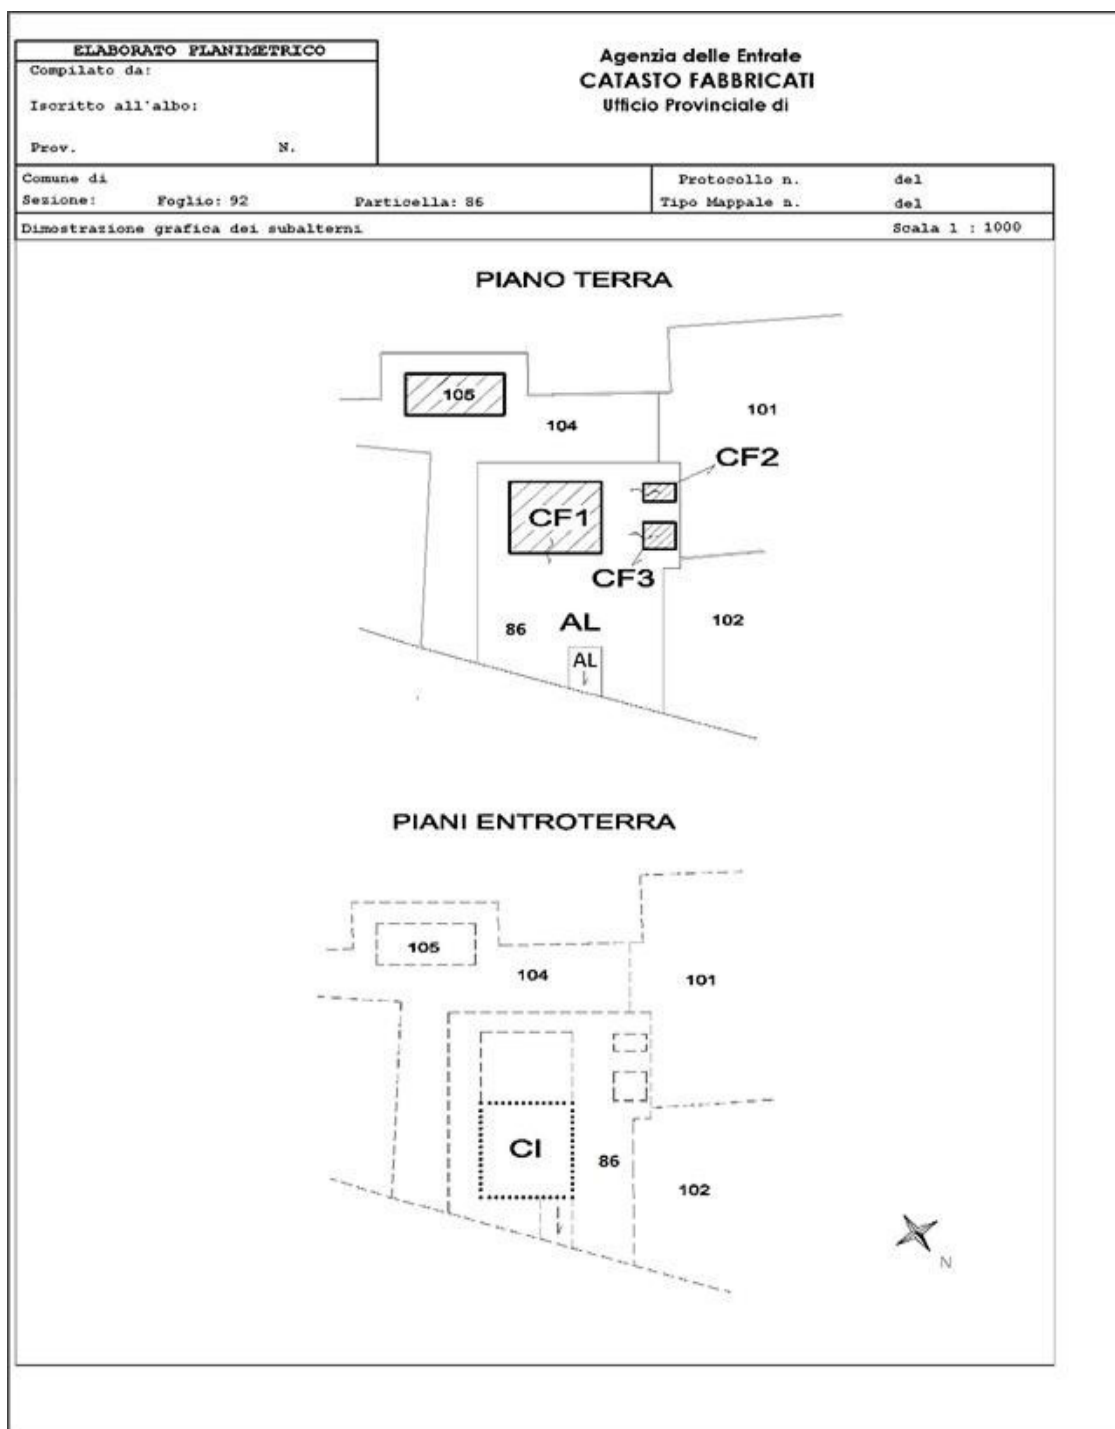 ELABORATO PLANIMETRICO
Compilato da:
Iscritto all'albo:
Prov. N.
Agenzia delle Entrate
CATASTO FABBRICATI
Ufficio Provinciale di
Comune di
Sezione: Foglio: 92 Particella: 86
Protocollo n. del
Tipo Mappale n. del
Dimostrazione grafica dei subalterni Scala 1 : 1000
PIANO TERRA
105
101
104
CF2
CF1
CF3
86 AL
102
AL
PIANI ENTROTERRA
105
104
101
CI
86
102
N